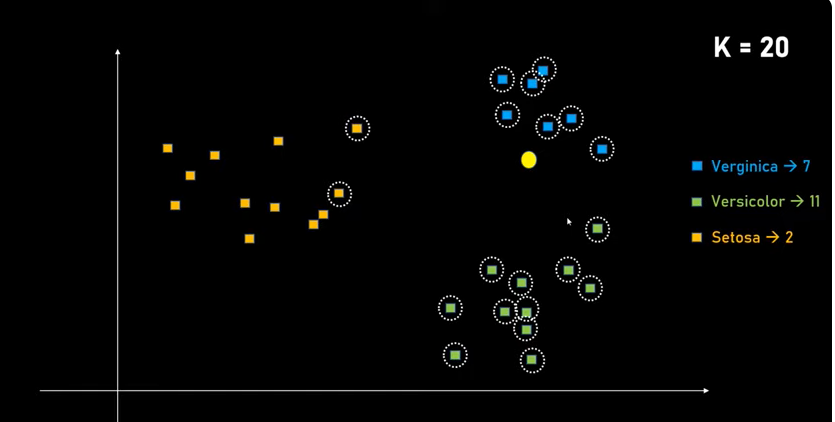 K = 20
Verginica → 7
Versicolor → 11
Setosa → 2